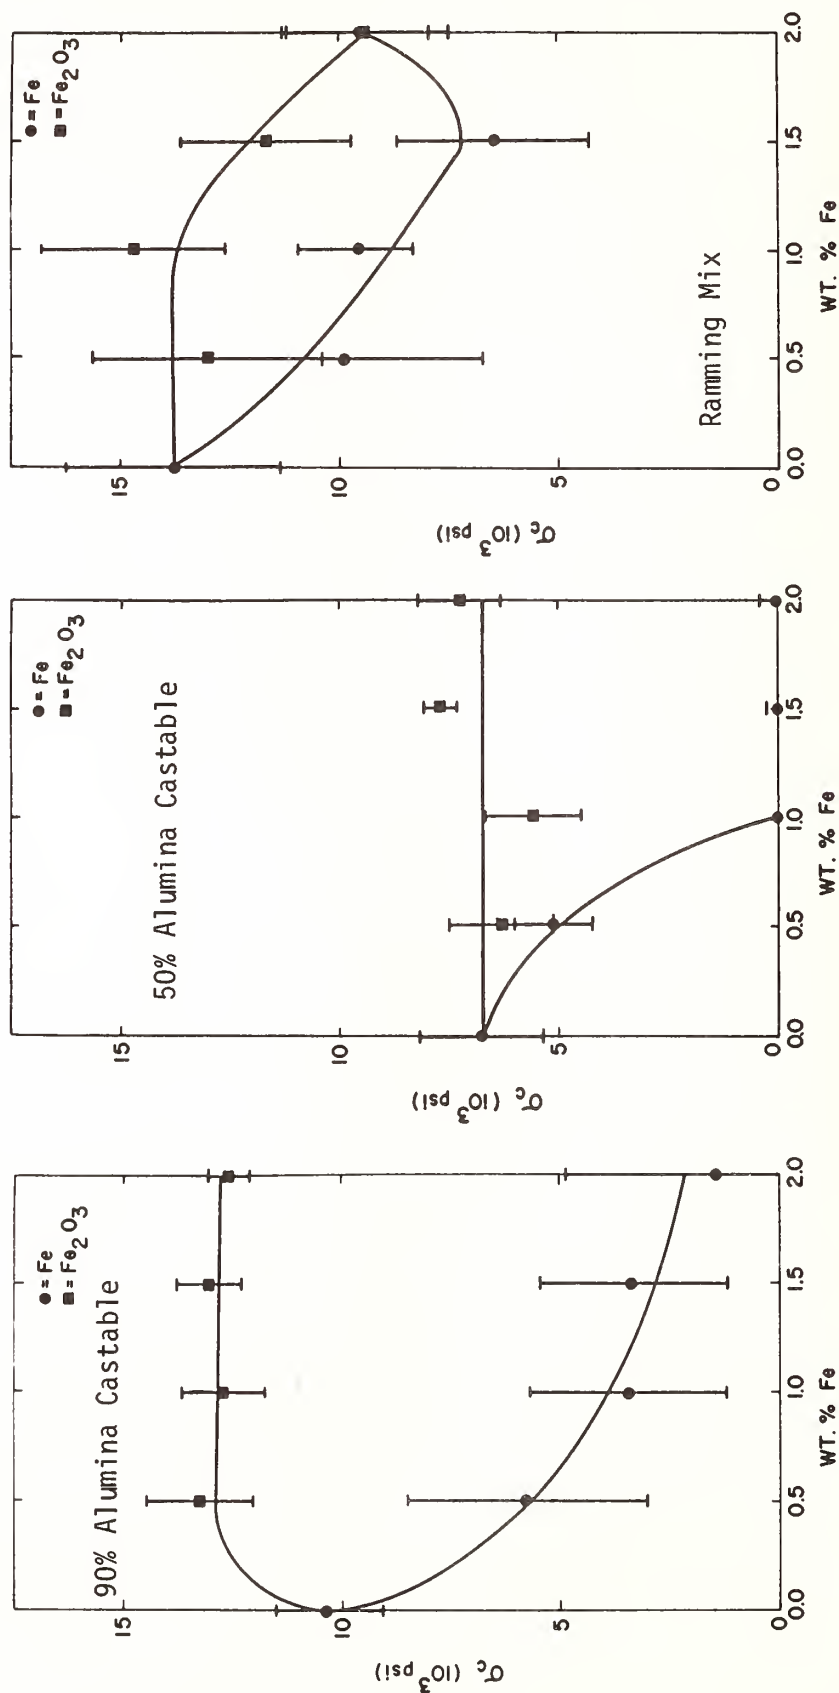 90% Alumina Castable
● = Fe
■ = Fe₂O₃
σc (10³ psi)
15
10
5
0
0.0 0.5 1.0 1.5 2.0
WT. % Fe
50% Alumina Castable
● = Fe
■ = Fe₂O₃
σc (10³ psi)
15
10
5
0
0.0 0.5 1.0 1.5 2.0
WT. % Fe
Ramming Mix
● = Fe
■ = Fe₂O₃
σc (10³ psi)
15
10
5
0
0.0 0.5 1.0 1.5 2.0
WT. % Fe